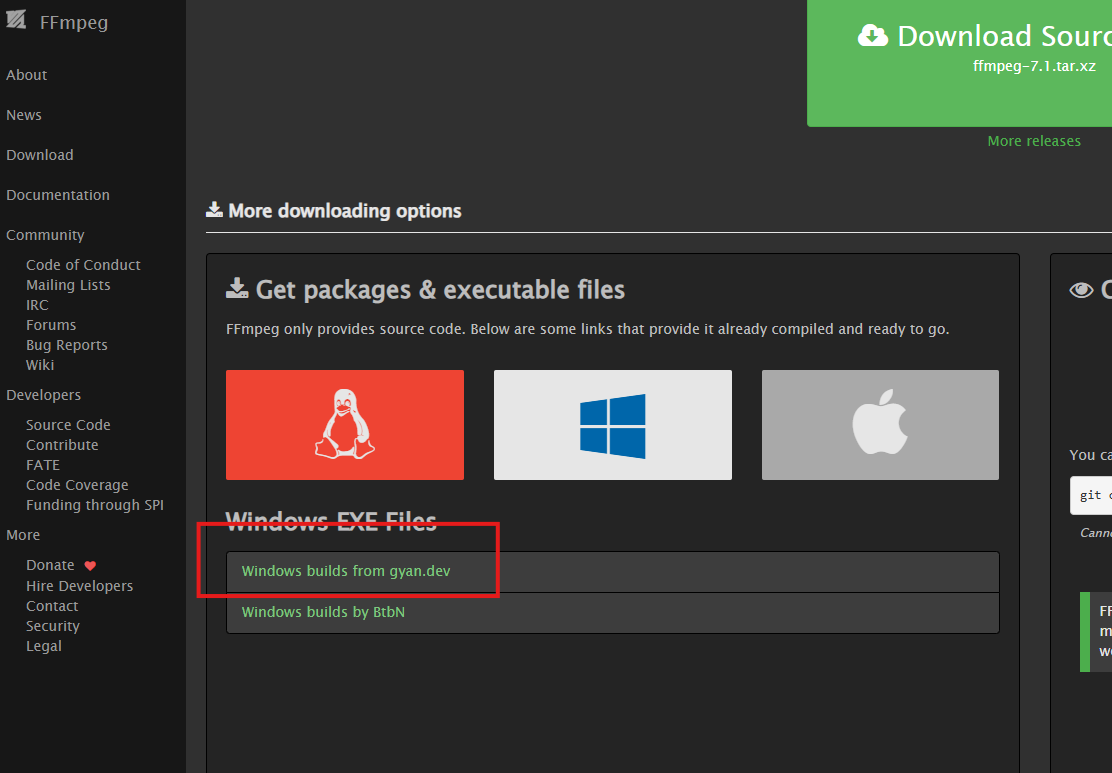 FFmpeg
About
News
Download
Documentation
Community
Code of Conduct
Mailing Lists
IRC
Forums
Bug Reports
Wiki
Developers
Source Code
Contribute
FATE
Code Coverage
Funding through SPI
More
Donate
Hire Developers
Contact
Security
Legal
Download
ffmpeg-7.1.tar.xz
More releases
More downloading options
Get packages & executable files
FFmpeg only provides source code. Below are some links that provide it already compiled and ready to go.
Windows EXE Files
Windows builds from gyan.dev
Windows builds by BtbN
You
git